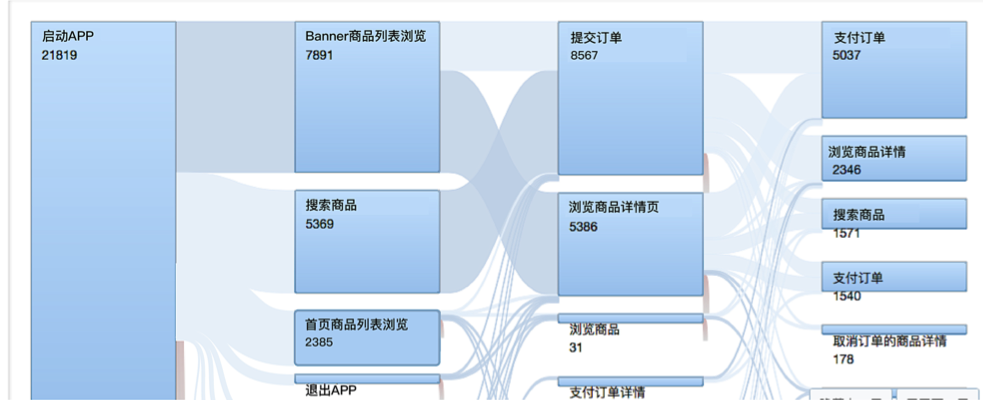 启动APP
21819
Banner商品列表浏览
7891
搜索商品
5369
首页商品列表浏览
2385
退出APP
提交订单
8567
浏览商品详情页
5386
浏览商品
31
支付订单详情
支付订单
5037
浏览商品详情
2346
搜索商品
1571
支付订单
1540
取消订单的商品详情
178